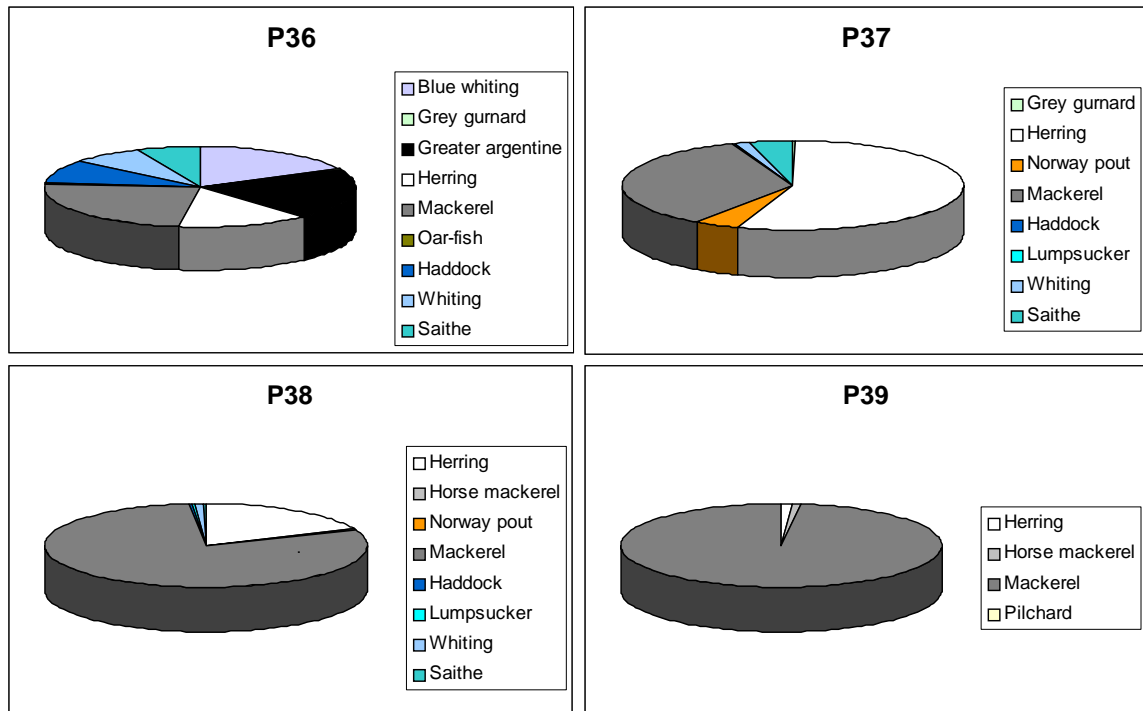 P36
Blue whiting
Grey gurnard
Greater argentine
Herring
Mackerel
Oar-fish
Haddock
Whiting
Saithe
P37
Grey gurnard
Herring
Norway pout
Mackerel
Haddock
Lumpsucker
Whiting
Saithe
P38
Herring
Horse mackerel
Norway pout
Mackerel
Haddock
Lumpsucker
Whiting
Saithe
P39
Herring
Horse mackerel
Mackerel
Pilchard